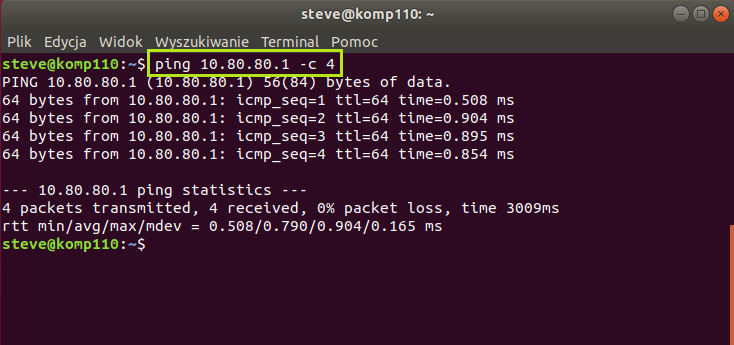 steve@komp110: ~
Plik Edycja Widok Wyszukiwanie Terminal Pomoc
steve@komp110:~$ ping 10.80.80.1 -c 4
PING 10.80.80.1 (10.80.80.1) 56(84) bytes of data.
64 bytes from 10.80.80.1: icmp_seq=1 ttl=64 time=0.508 ms
64 bytes from 10.80.80.1: icmp_seq=2 ttl=64 time=0.904 ms
64 bytes from 10.80.80.1: icmp_seq=3 ttl=64 time=0.895 ms
64 bytes from 10.80.80.1: icmp_seq=4 ttl=64 time=0.854 ms
--- 10.80.80.1 ping statistics ---
4 packets transmitted, 4 received, 0% packet loss, time 3009ms
rtt min/avg/max/mdev = 0.508/0.790/0.904/0.165 ms
steve@komp110:~$